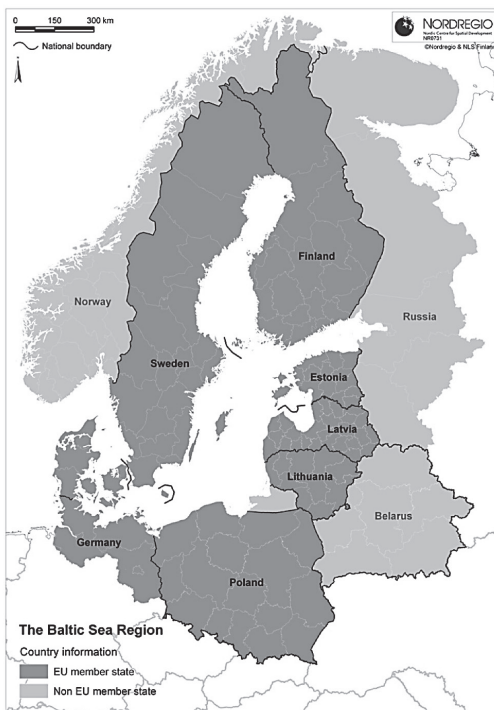 0 150 300 km
National boundary
NORDREGIO
Nordic Centre for Spatial Development
NR0731
©Nordregio & NLS Finland
Finland
Norway
Russia
Sweden
Estonia
Latvia
Lithuania
Belarus
Germany
Poland
The Baltic Sea Region
Country information
EU member state
Non EU member state